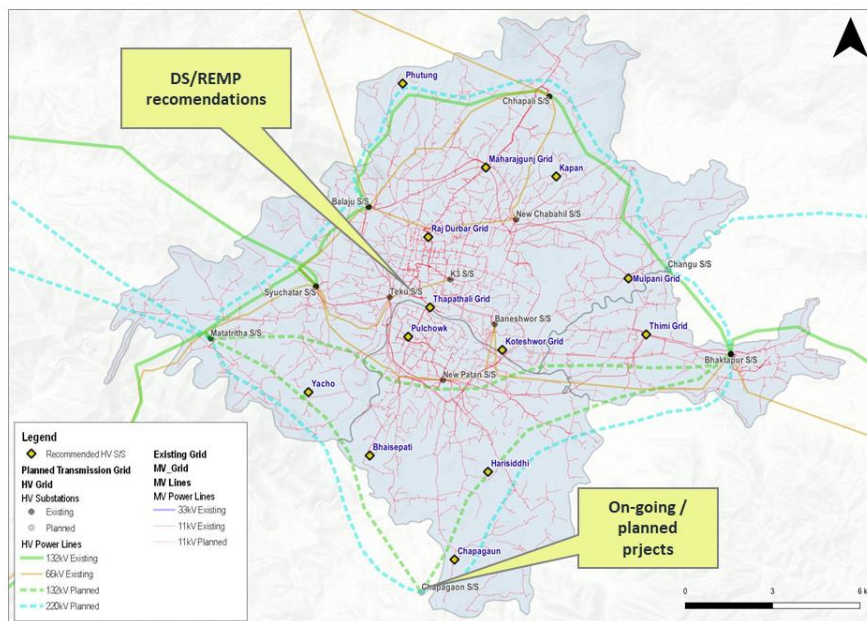 DS/REMP
recomendations
Phutung
Chhapali S/S
Maharajgunj Grid
Kapan
Balaju S/S
New Chabahil S/S
Raj Durbar Grid
Changu S/S
K3 S/S
Mulpani Grid
Syuchatar S/S
Teku S/S
Thapathali Grid
Baneshwor S/S
Matatirtha S/S
Pulchowk
Thimi Grid
Koteshwor Grid
Bhaktapur S/S
New Patan S/S
Yacho
Bhaisepati
Harisiddhi
On-going /
planned
prjects
Chapagaun
Chapagaon S/S
Legend
Recommended HV S/S
Planned Transmission Grid
HV Grid
HV Substations
Existing
Planned
HV Power Lines
132kV Existing
66kV Existing
132kV Planned
220kV Planned
Existing Grid
MV_Grid
MV Lines
MV Power Lines
33kV Existing
11kV Existing
11kV Planned
0 3 6 k